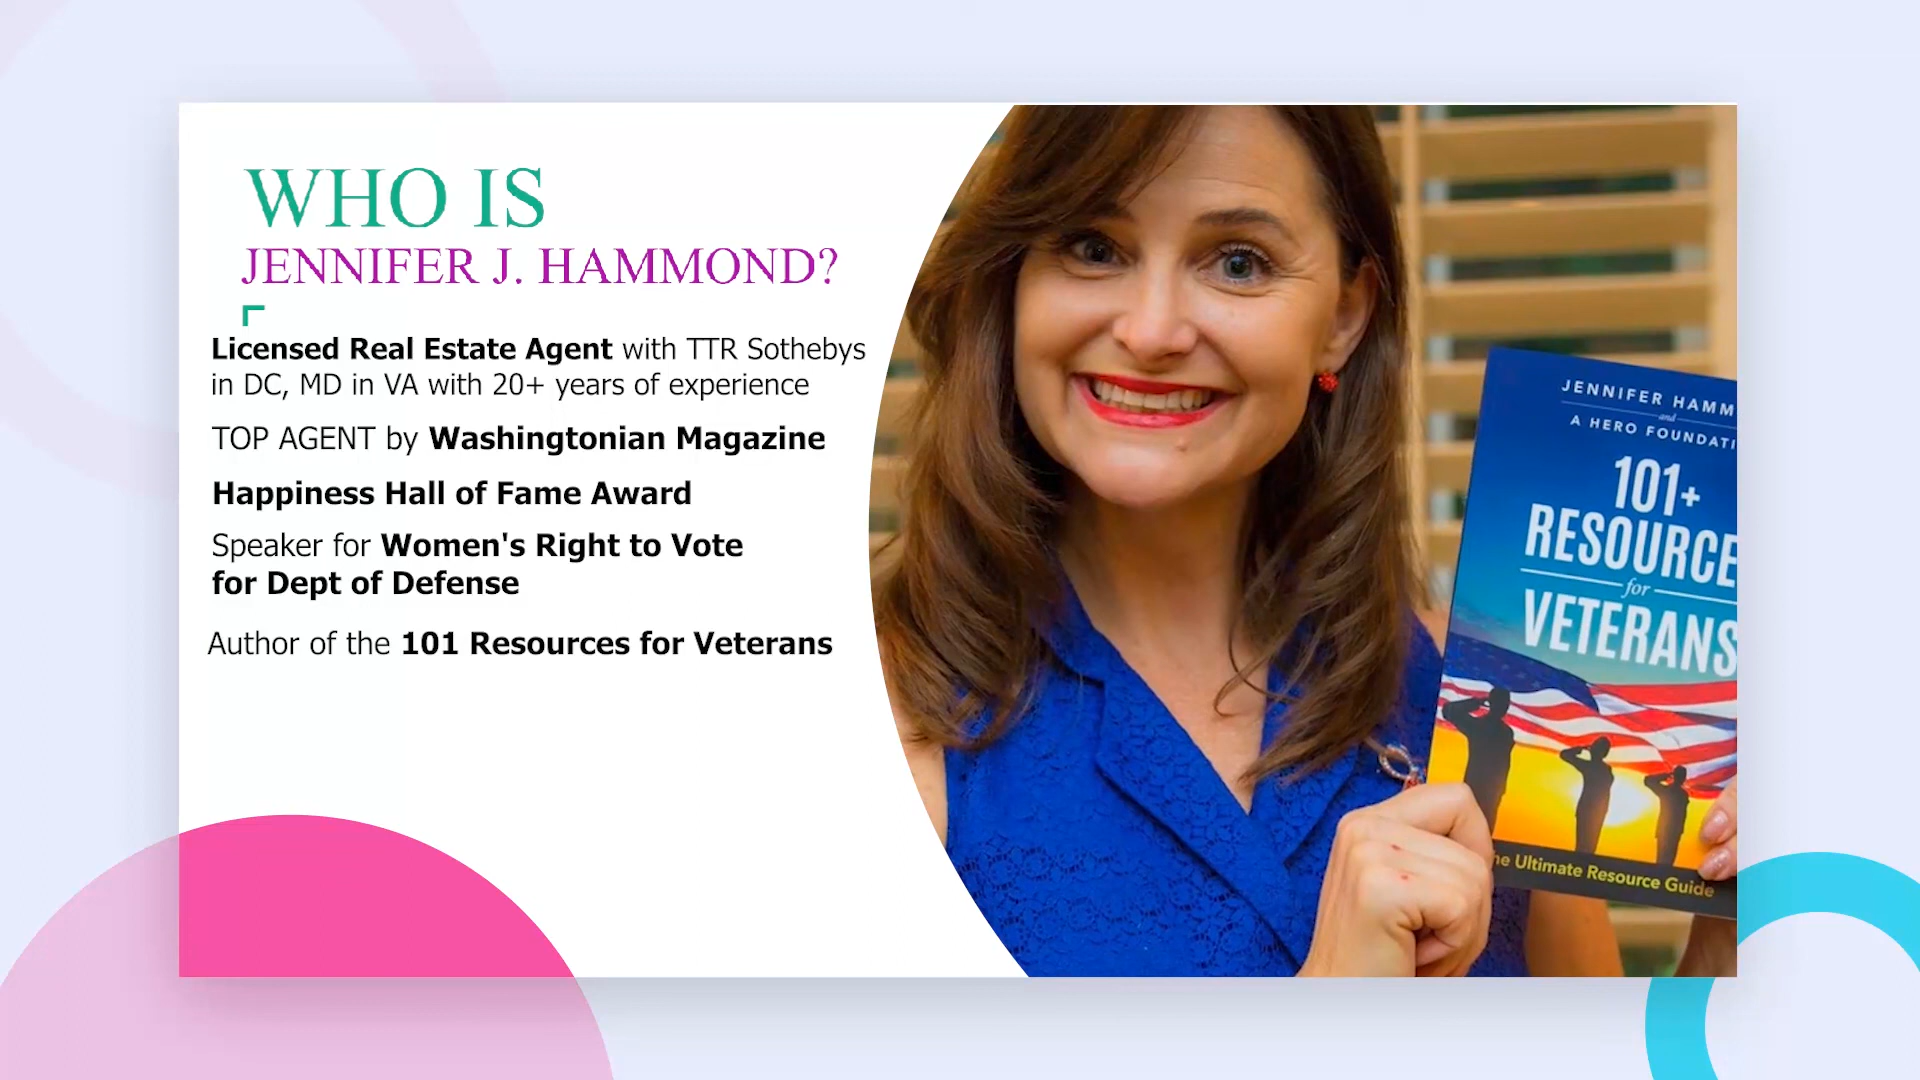 WHO IS
JENNIFER J. HAMMOND?
Licensed Real Estate Agent with TTR Sothebys
in DC, MD in VA with 20+ years of experience
TOP AGENT by Washingtonian Magazine
Happiness Hall of Fame Award
Speaker for Women's Right to Vote
for Dept of Defense
Author of the 101 Resources for Veterans
JENNIFER HAMM
and
A HERO FOUNDATI
101+
RESOURCE
for
VETERANS
he Ultimate Resource Guide